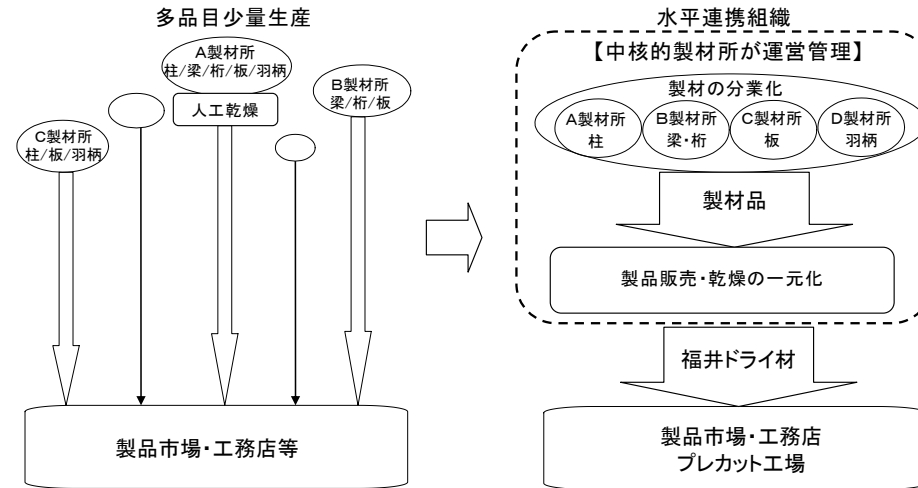 多品目少量生産
A製材所
柱/梁/桁/板/羽柄
人工乾燥
B製材所
梁/桁/板
C製材所
柱/板/羽柄
製品市場・工務店等
水平連携組織
【中核的製材所が運営管理】
製材の分業化
A製材所
柱
B製材所
梁・桁
C製材所
板
D製材所
羽柄
製材品
製品販売・乾燥の一元化
福井ドライ材
製品市場・工務店
プレカット工場